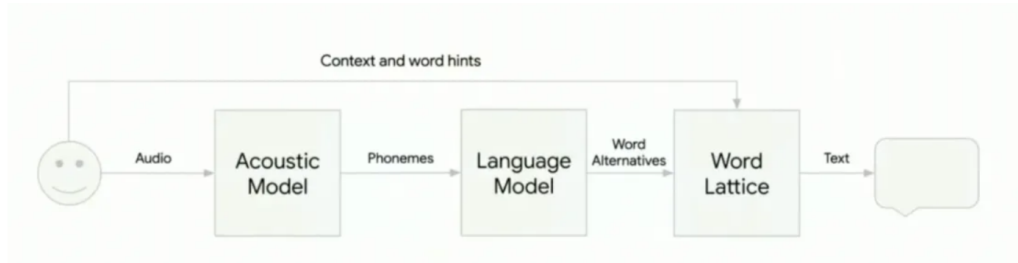 Context and word hints
Audio
Acoustic
Model
Phonemes
Language
Model
Word
Alternatives
Word
Lattice
Text